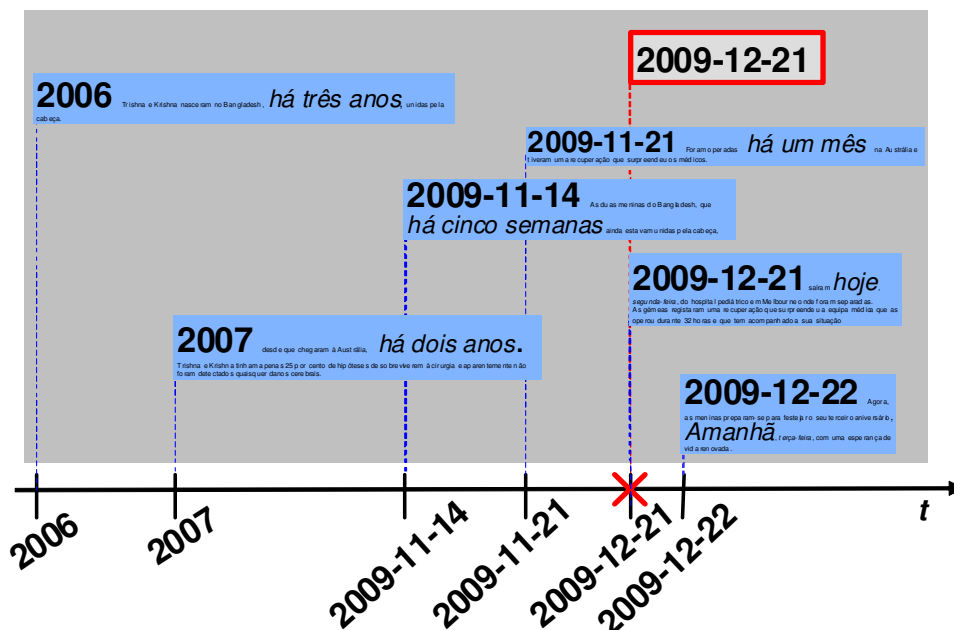 2009-12-21
2006 Trishna e Krishna nasceram no Bangladesh, há três anos, unidas pela
cabeça.
2009-11-21 Foram operadas há um mês na Austrália e
tiveram uma recuperação que surpreendeu os médicos.
2009-11-14 As duas meninas do Bangladesh, que
há cinco semanas ainda estavam unidas pela cabeça,
2009-12-21 saíram hoje,
segunda-feira, do hospital pediátrico em Melbourne onde foram separadas.
As gémeas registaram uma recuperação que surpreendeu a equipa médica que as
operou durante 32 horas e que tem acompanhado a sua situação
2007 desde que chegaram à Austrália, há dois anos.
Trishna e Krishna tinham apenas 25 por cento de hipóteses de sobreviverem à cirurgia e aparentemente não
foram detectados quaisquer danos cerebrais.
2009-12-22 Agora,
as meninas preparam-se para festejar o seu terceiro aniversário,
Amanhã, terça-feira, com uma esperança de
vida renovada.
t
2006
2007
2009-11-14
2009-11-21
2009-12-21
2009-12-22